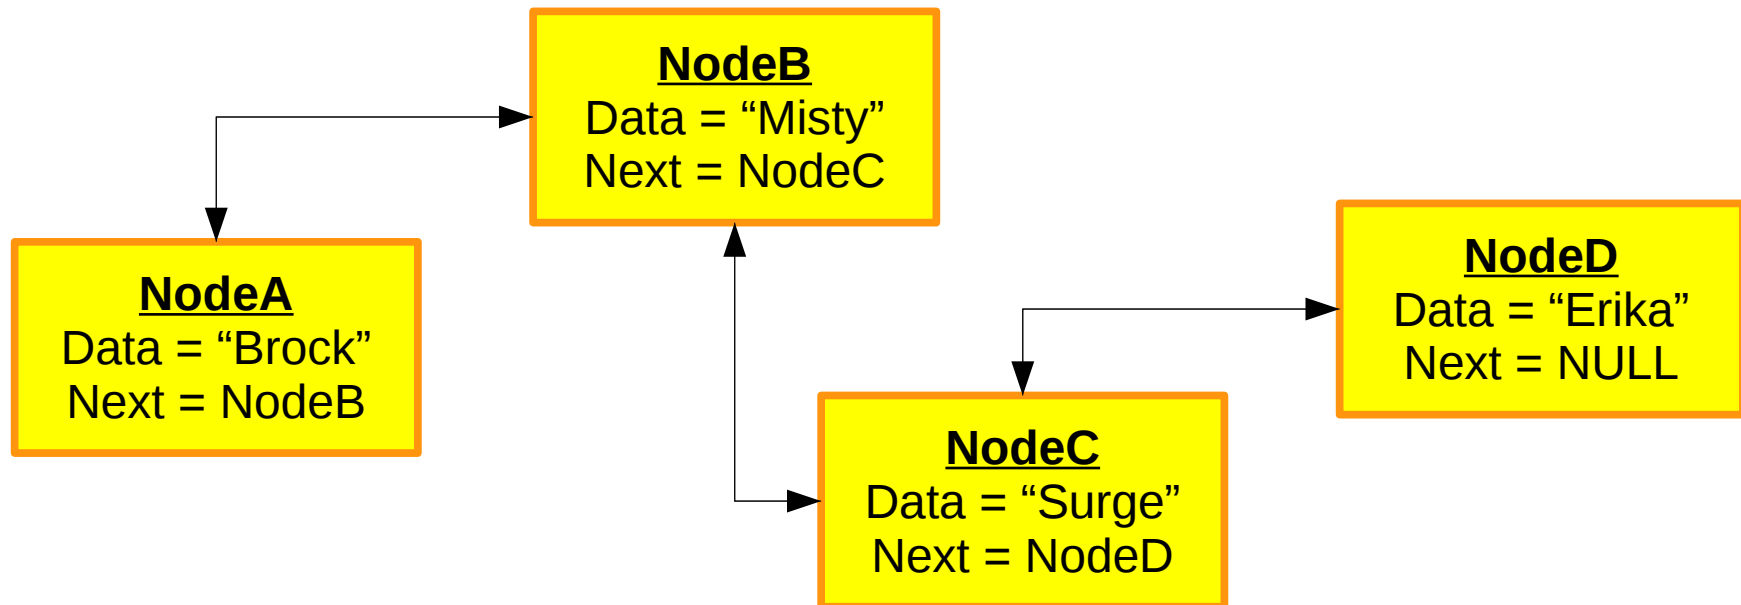 NodeA
Data = “Brock”
Next = NodeB
NodeB
Data = “Misty”
Next = NodeC
NodeC
Data = “Surge”
Next = NodeD
NodeD
Data = “Erika”
Next = NULL